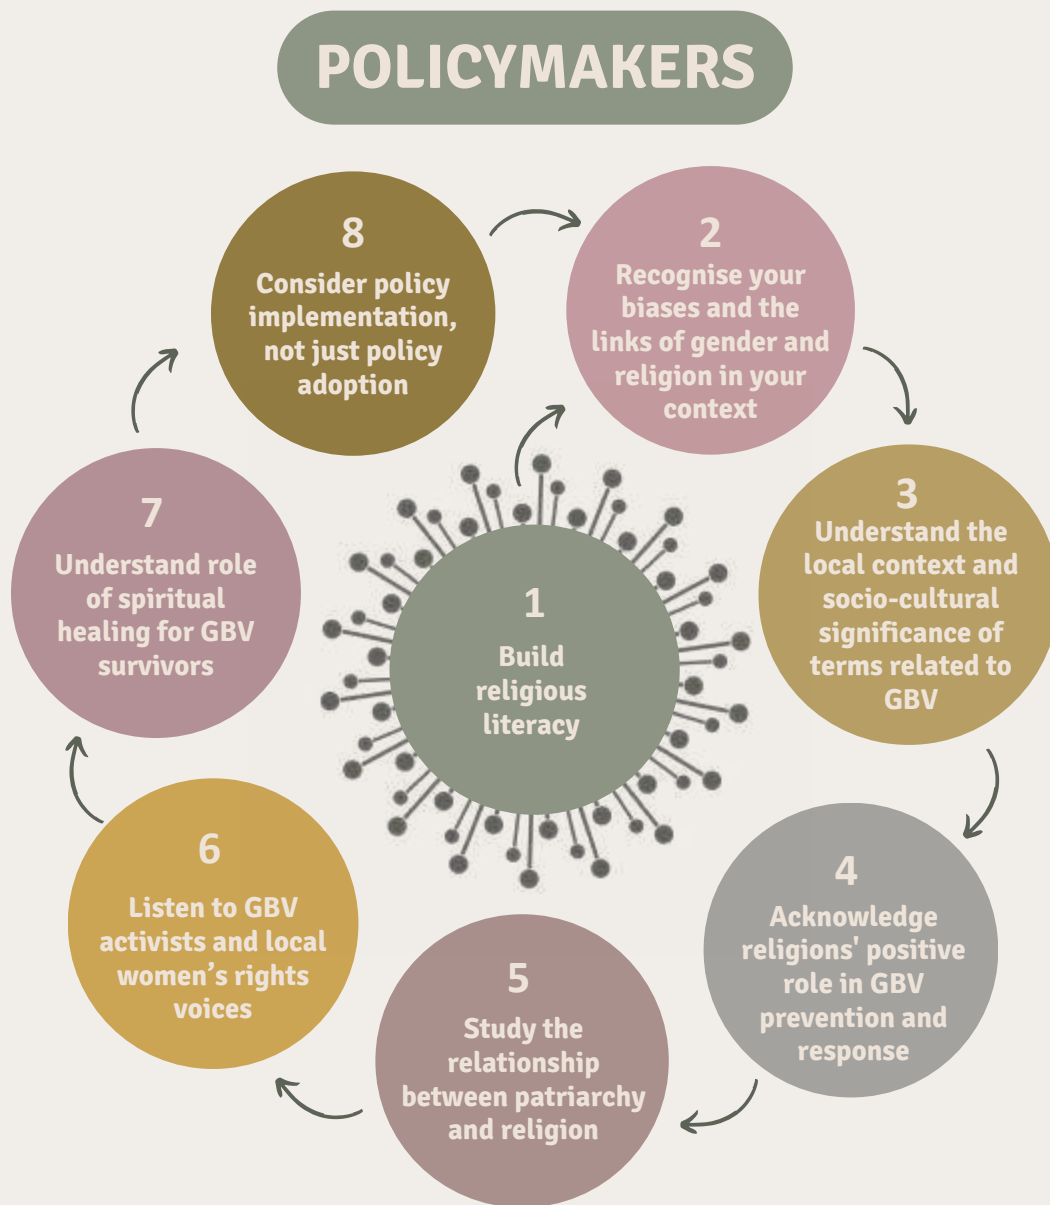 POLICYMAKERS
1
Build
religious
literacy
2
Recognise your
biases and the
links of gender and
religion in your
context
3
Understand the
local context and
socio-cultural
significance of
terms related to
GBV
4
Acknowledge
religions' positive
role in GBV
prevention and
response
5
Study the
relationship
between patriarchy
and religion
6
Listen to GBV
activists and local
women’s rights
voices
7
Understand role
of spiritual
healing for GBV
survivors
8
Consider policy
implementation,
not just policy
adoption